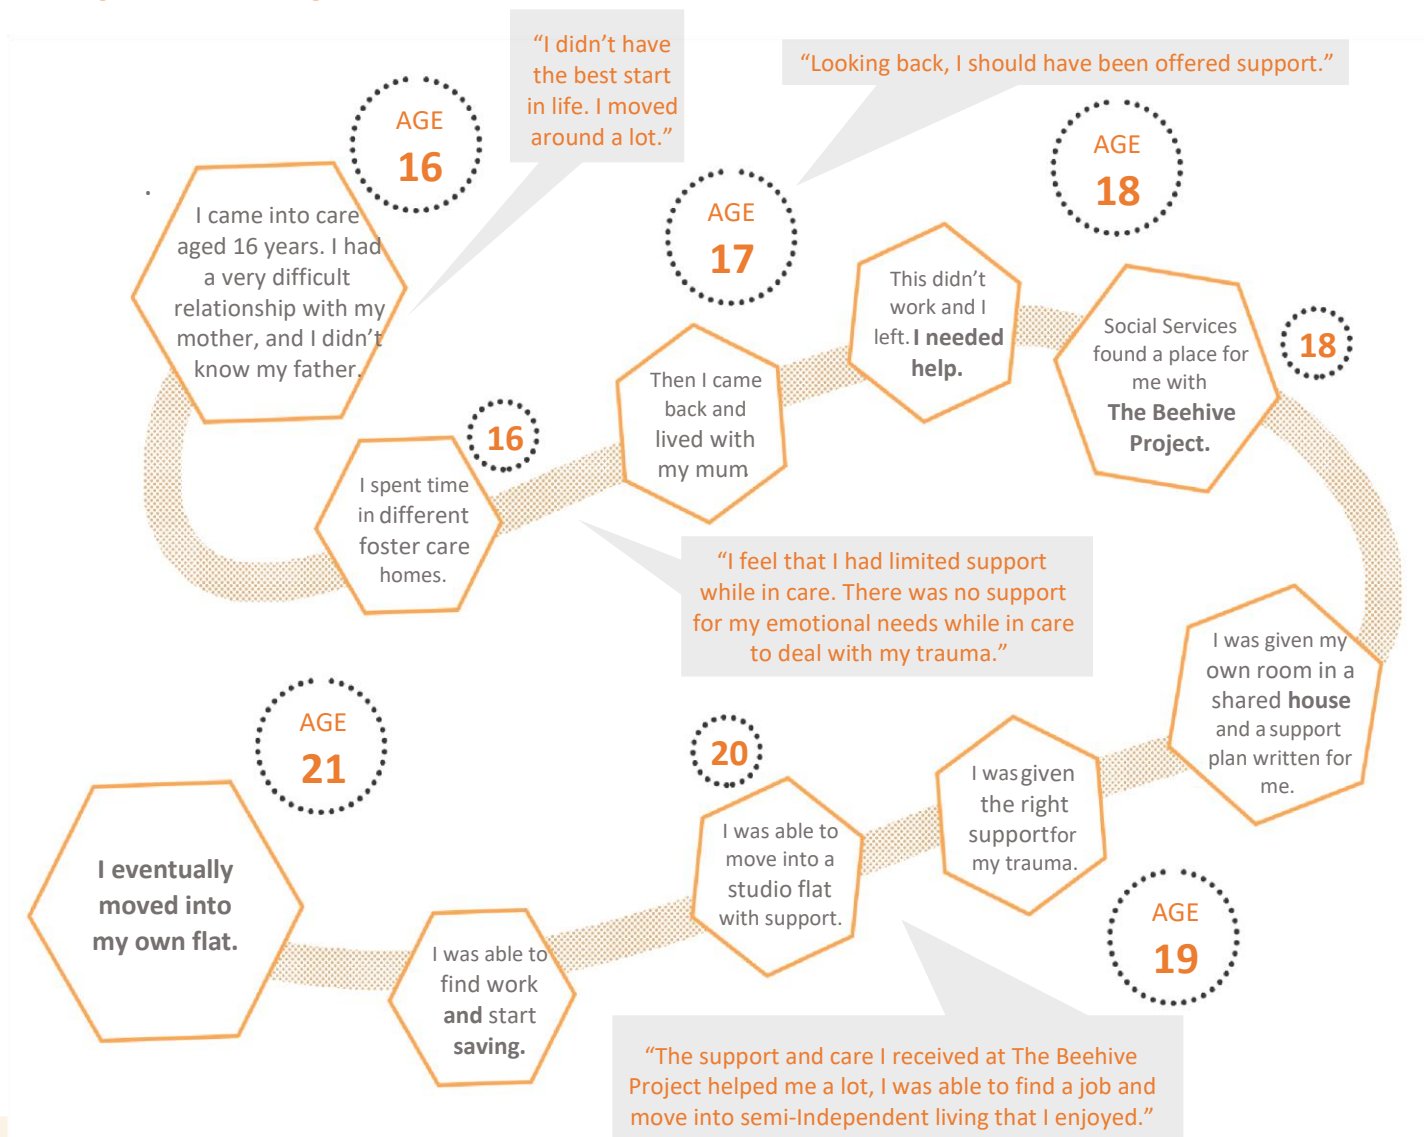 AGE
16
I came into care
aged 16 years. I had
a very difficult
relationship with my
mother, and I didn't
know my father.
“I didn’t have
the best start
in life. I moved
around a lot.”
16
I spent time
in different
foster care
homes.
“I feel that I had limited support
while in care. There was no support
for my emotional needs while in care
to deal with my trauma.”
AGE
17
“Looking back, I should have been offered support.”
Then I came
back and
lived with
my mum
This didn’t
work and I
left. I needed
help.
AGE
18
Social Services
found a place for
me with
The Beehive
Project.
18
I was given my
own room in a
shared house
and a support
plan written for
me.
AGE
19
I was given
the right
support for
my trauma.
20
I was able to
move into a
studio flat
with support.
“The support and care I received at The Beehive
Project helped me a lot, I was able to find a job and
move into semi-Independent living that I enjoyed.”
I was able to
find work
and start
saving.
AGE
21
I eventually
moved into
my own flat.